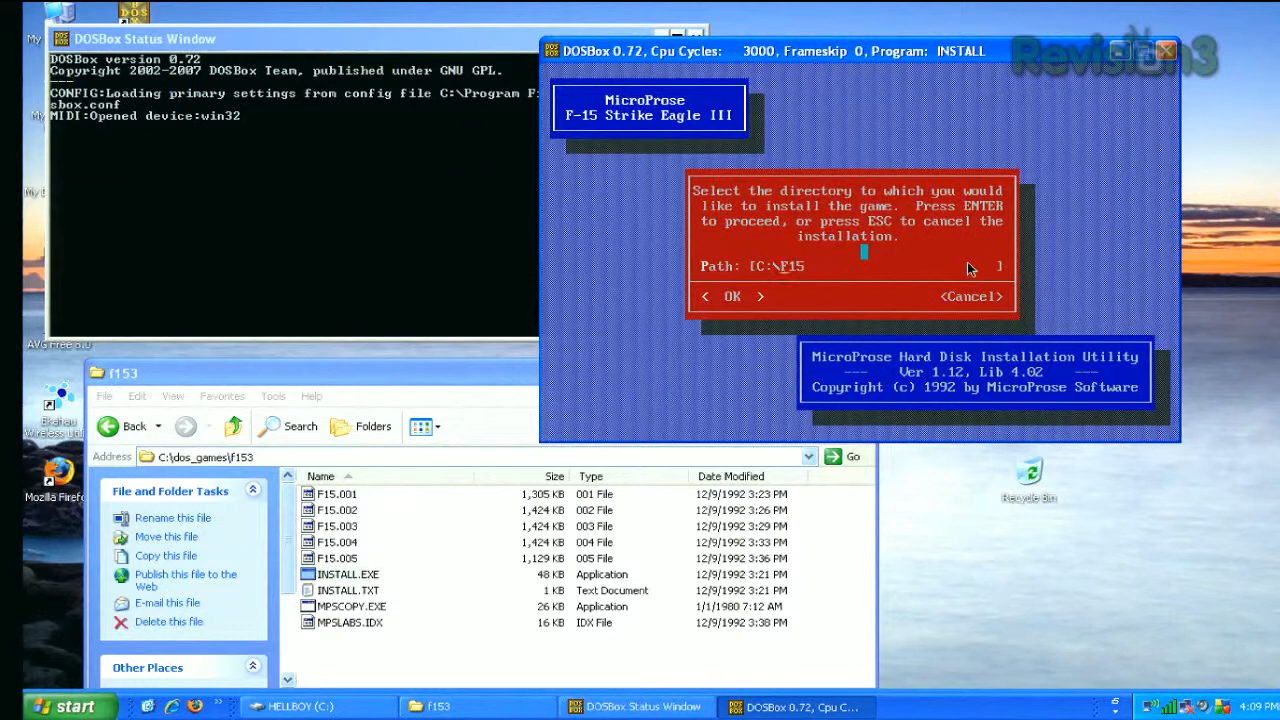 My
DOSBox Status Window
DOSBox version 0.72
Copyright 2002-2007 DOSBox Team, published under GNU GPL.
---
CONFIG:Loading primary settings from config file C:\Program F
sbox.conf
MIDI:Opened device:win32
DOSBox 0.72, Cpu Cycles: 3000, Frameskip 0, Program: INSTALL
Revision3
MicroProse
F-15 Strike Eagle III
Select the directory to which you would
like to install the game. Press ENTER
to proceed, or press ESC to cancel the
installation.
Path: [C:\F15 ]
< OK > <Cancel>
MicroProse Hard Disk Installation Utility
--- Ver 1.12, Lib 4.02 ---
Copyright (c) 1992 by MicroProse Software
AVG Free 8.0
Ekahau
Wireless Util
Mozilla Firefo
Recycle Bin
f153
File Edit View Favorites Tools Help
Back Search Folders
Address C:\dos_games\f153 Go
File and Folder Tasks
Rename this file
Move this file
Copy this file
Publish this file to the
Web
E-mail this file
Delete this file
Other Places
Name Size Type Date Modified
F15.001 1,305 KB 001 File 12/9/1992 3:23 PM
F15.002 1,424 KB 002 File 12/9/1992 3:26 PM
F15.003 1,424 KB 003 File 12/9/1992 3:29 PM
F15.004 1,424 KB 004 File 12/9/1992 3:33 PM
F15.005 1,129 KB 005 File 12/9/1992 3:36 PM
INSTALL.EXE 48 KB Application 12/9/1992 3:21 PM
INSTALL.TXT 1 KB Text Document 12/9/1992 3:21 PM
MPSCOPY.EXE 26 KB Application 1/1/1980 7:12 AM
MPSLABS.IDX 16 KB IDX File 12/9/1992 3:38 PM
start HELLBOY (C:) f153 DOSBox Status Window DOSBox 0.72, Cpu C... 4:09 PM